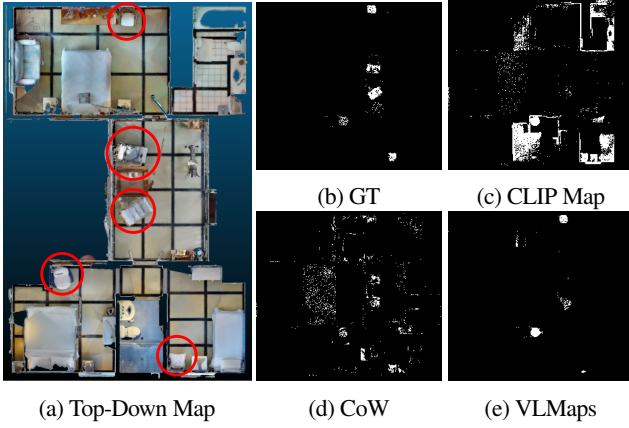 (b) GT
(c) CLIP Map
(a) Top-Down Map
(d) CoW
(e) VLMaps